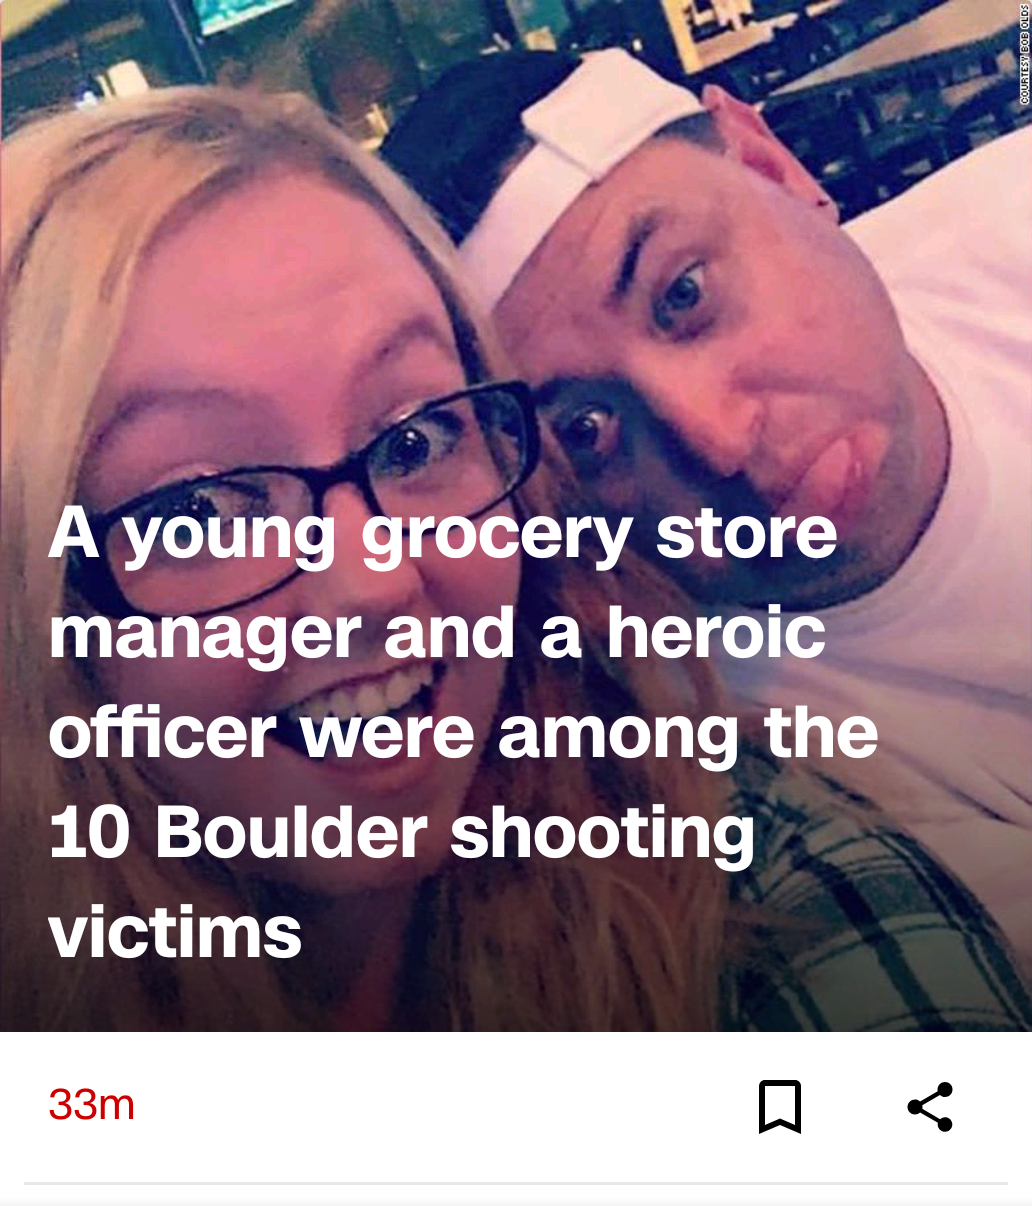 COURTESY BOB OLDS
A young grocery store
manager and a heroic
officer were among the
10 Boulder shooting
victims
33m